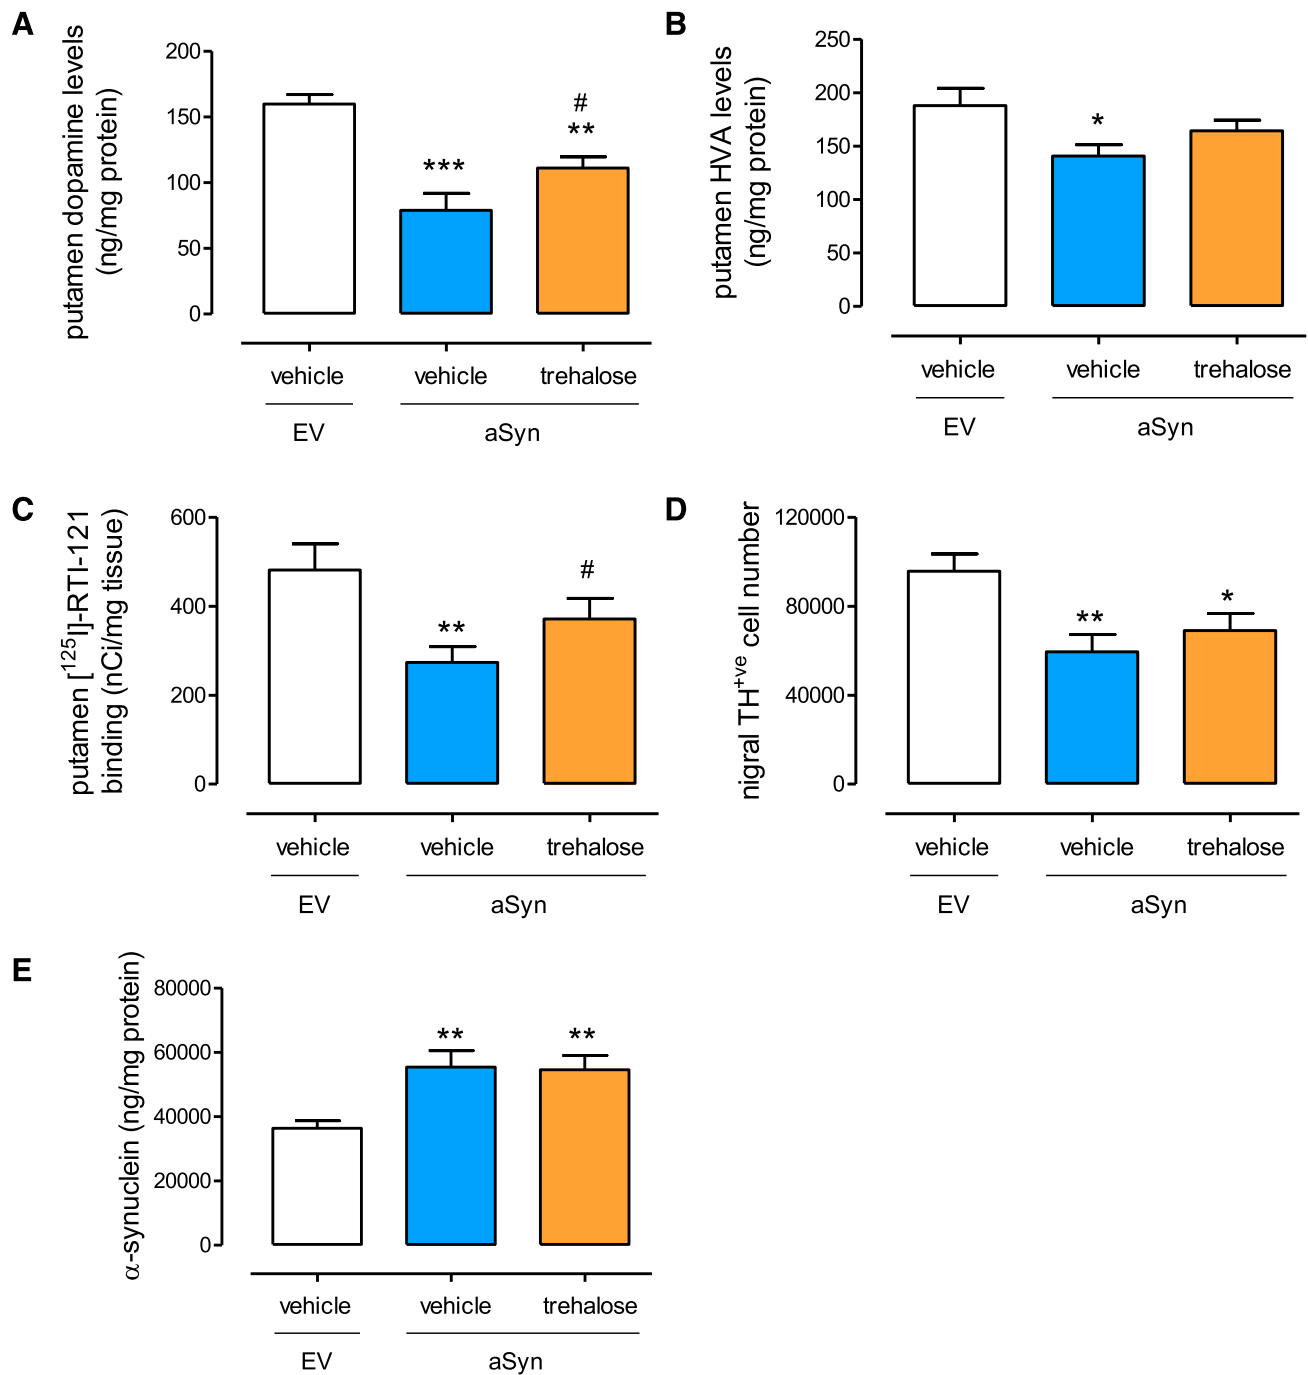 A
putamen dopamine levels
(ng/mg protein)
200
150
100
50
0
***
#
**
vehicle vehicle trehalose
EV aSyn
B
putamen HVA levels
(ng/mg protein)
250
200
150
100
50
0
*
vehicle vehicle trehalose
EV aSyn
C
putamen [125I]-RTI-121
binding (nCi/mg tissue)
600
400
200
0
**
#
vehicle vehicle trehalose
EV aSyn
D
nigral TH+ve cell number
120000
80000
40000
0
**
*
vehicle vehicle trehalose
EV aSyn
E
α-synuclein (ng/mg protein)
80000
60000
40000
20000
0
**
**
vehicle vehicle trehalose
EV aSyn